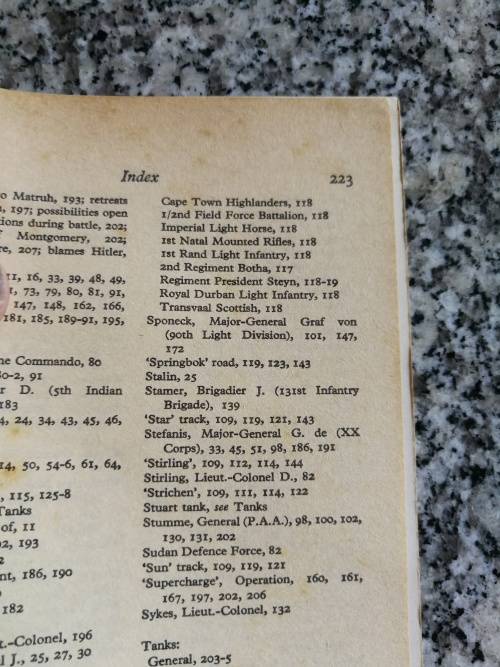 Index
223
o Matruh, 193; retreats
, 197; possibilities open
tions during battle, 202;
Montgomery, 202;
re, 207; blames Hitler,
11, 16, 33, 39, 48, 49,
1, 73, 79, 80, 81, 91,
147, 148, 162, 166,
181, 185, 189-91, 195,
ne Commando, 80
80-2, 91
r D. (5th Indian
183
4, 24, 34, 43, 45, 46,
14, 50, 54-6, 61, 64,
, 115, 125-8
Tanks
of, 11
92, 193
2
nt, 186, 190
182
t.-Colonel, 196
l J., 25, 27, 30
Cape Town Highlanders, 118
1/2nd Field Force Battalion, 118
Imperial Light Horse, 118
1st Natal Mounted Rifles, 118
1st Rand Light Infantry, 118
2nd Regiment Botha, 117
Regiment President Steyn, 118-19
Royal Durban Light Infantry, 118
Transvaal Scottish, 118
Sponeck, Major-General Graf von
(90th Light Division), 101, 147,
172
'Springbok' road, 119, 123, 143
Stalin, 25
Stamer, Brigadier J. (131st Infantry
Brigade), 139
'Star' track, 109, 119, 121, 143
Stefanis, Major-General G. de (XX
Corps), 33, 45, 51, 98, 186, 191
'Stirling', 109, 112, 114, 144
Stirling, Lieut.-Colonel D., 82
'Strichen', 109, 111, 114, 122
Stuart tank, see Tanks
Stumme, General (P.A.A.), 98, 100, 102,
130, 131, 202
Sudan Defence Force, 82
'Sun' track, 109, 119, 121
'Supercharge', Operation, 160, 161,
167, 197, 202, 206
Sykes, Lieut.-Colonel, 132
Tanks:
General, 203-5